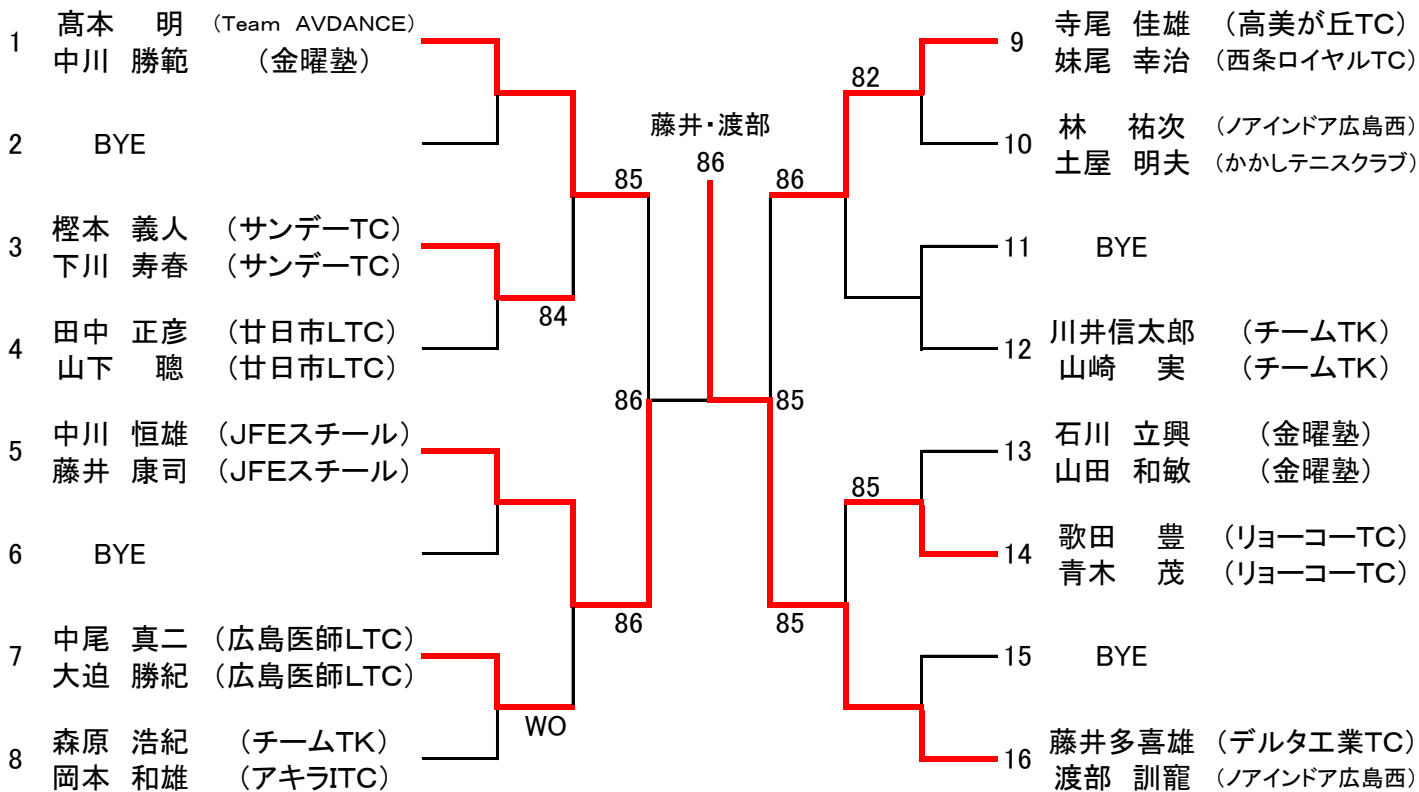 1
髙本 明 （Team AVDANCE）
中川 勝範 （金曜塾）
2 BYE
3
樫本 義人 （サンデーTC）
下川 寿春 （サンデーTC）
4
田中 正彦 （廿日市LTC）
山下 聰 （廿日市LTC）
5
中川 恒雄 （JFEスチール）
藤井 康司 （JFEスチール）
6 BYE
7
中尾 真二 （広島医師LTC）
大迫 勝紀 （広島医師LTC）
8
森原 浩紀 （チームTK）
岡本 和雄 （アキラITC）
85
84
86
86
WO
藤井・渡部
86
82
86
85
85
85
9
寺尾 佳雄 （高美が丘TC）
妹尾 幸治 （西条ロイヤルTC）
10
林 祐次 （ノアインドア広島西）
土屋 明夫 （かかしテニスクラブ）
11 BYE
12
川井信太郎 （チームTK）
山崎 実 （チームTK）
13
石川 立興 （金曜塾）
山田 和敏 （金曜塾）
14
歌田 豊 （リョーコーTC）
青木 茂 （リョーコーTC）
15 BYE
16
藤井多喜雄 （デルタ工業TC）
渡部 訓寵 （ノアインドア広島西）